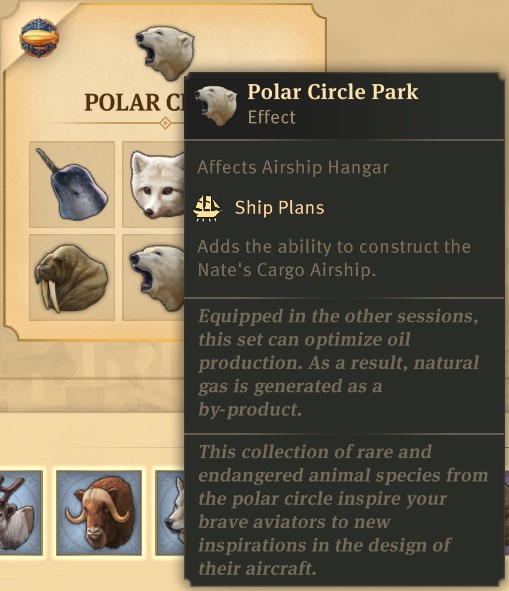 POLAR CI
Polar Circle Park
Effect
Affects Airship Hangar
Ship Plans
Adds the ability to construct the
Nate's Cargo Airship.
Equipped in the other sessions,
this set can optimize oil
production. As a result, natural
gas is generated as a
by-product.
This collection of rare and
endangered animal species from
the polar circle inspire your
brave aviators to new
inspirations in the design of
their aircraft.